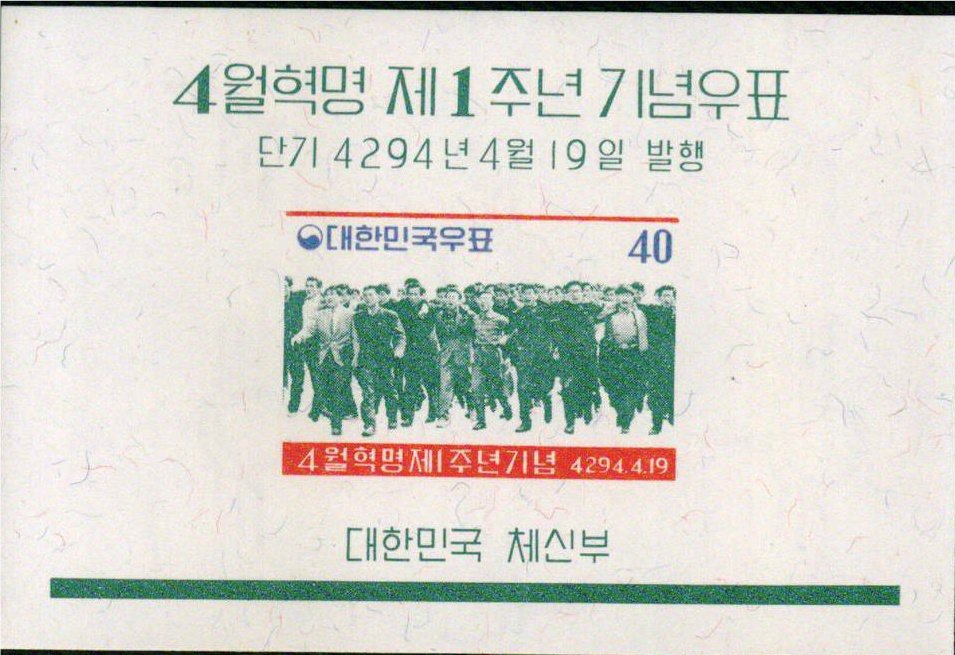 4월혁명 제1주년 기념우표
단기 4294년 4월 19일 발행
대한민국우표 40
4월혁명제1주년기념 4294.4.19
대한민국 체신부